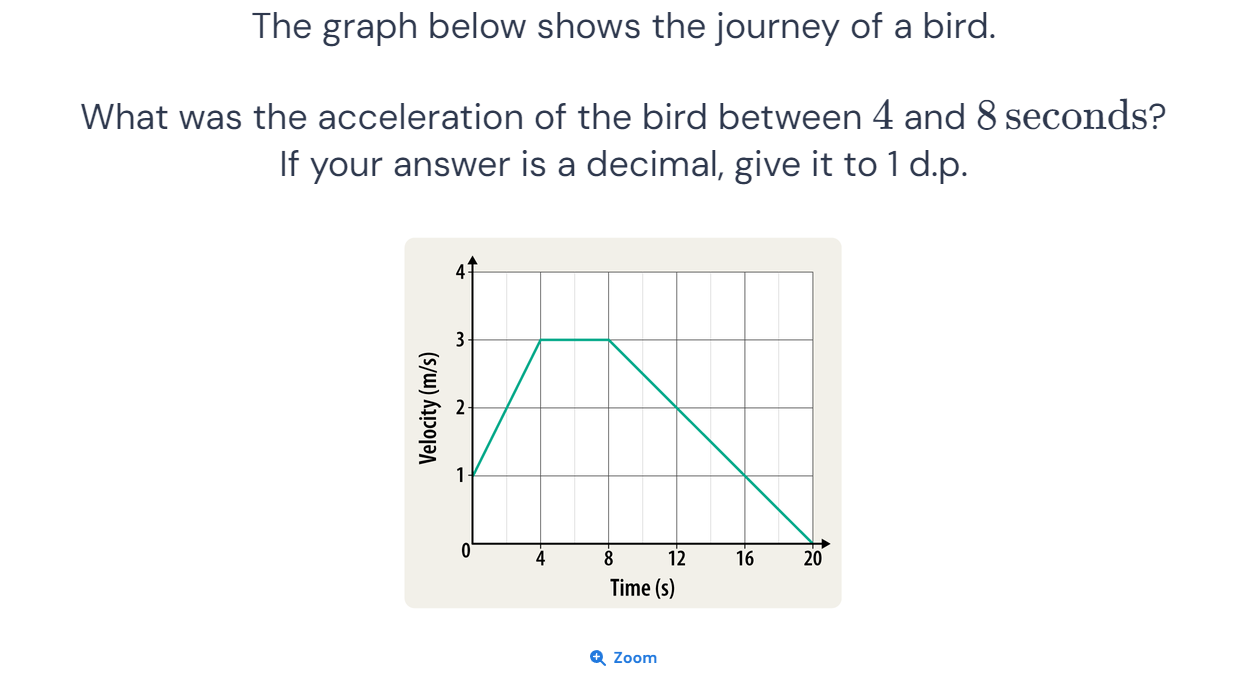 The graph below shows the journey of a bird.
What was the acceleration of the bird between 4 and 8 seconds?
If your answer is a decimal, give it to 1 d.p.
4
3
2
1
0
Velocity (m/s)
4 8 12 16 20
Time (s)
Zoom